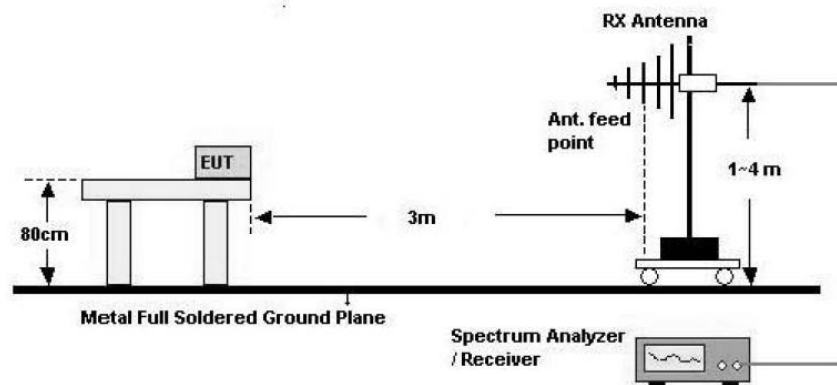 RX Antenna
Ant. feed
point
EUT
1~4 m
3m
80cm
Metal Full Soldered Ground Plane
Spectrum Analyzer
/ Receiver